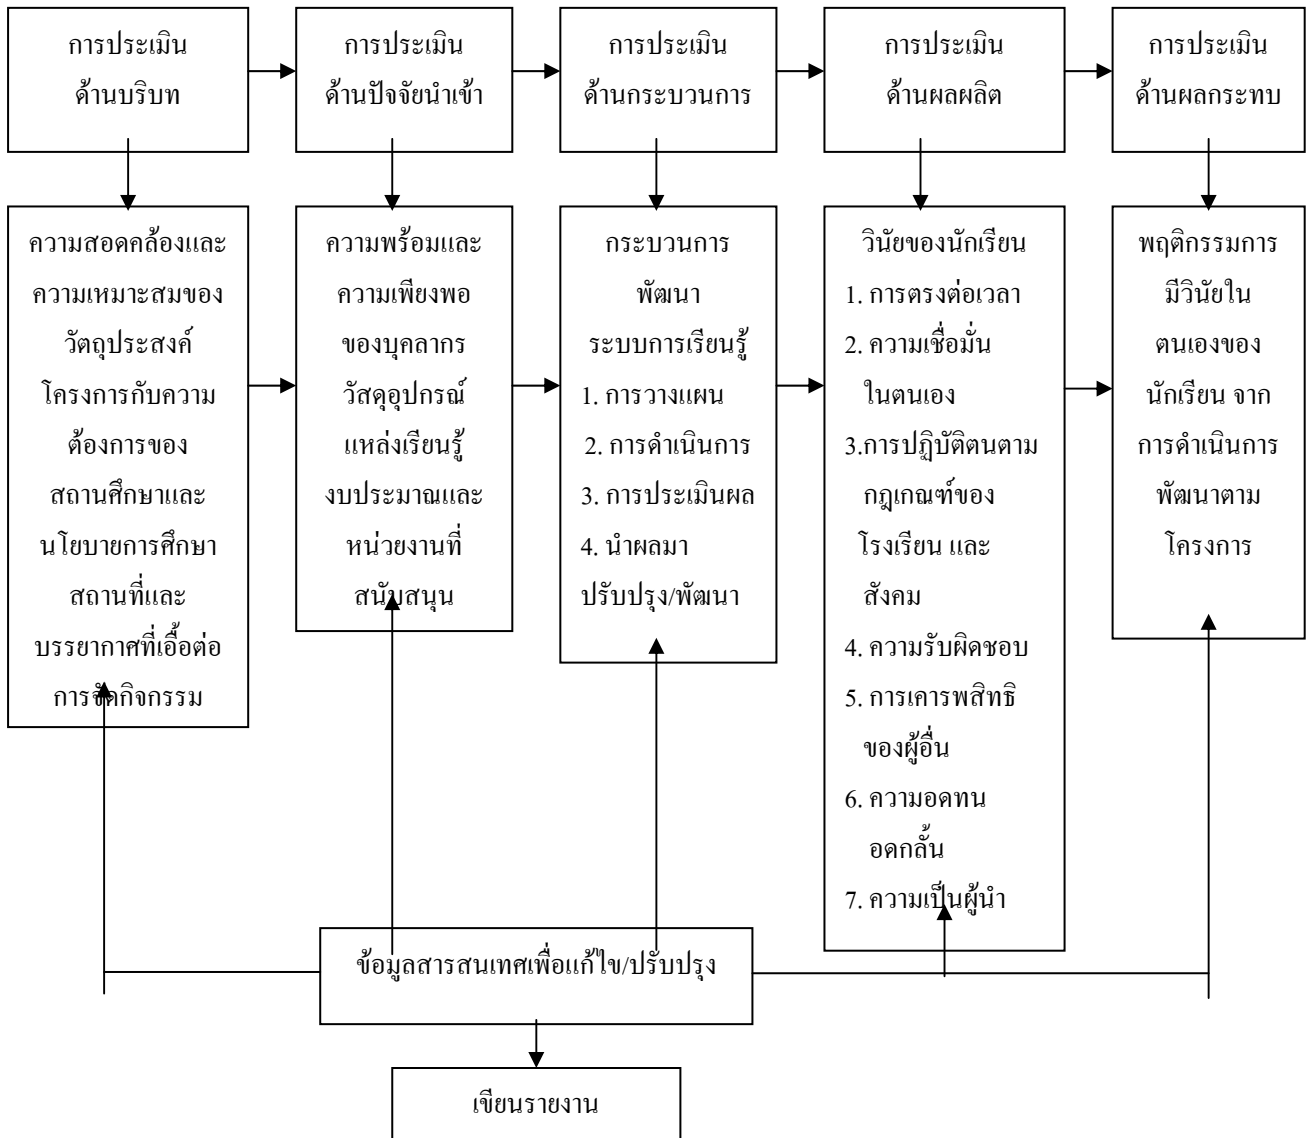 การประเมิน
ด้านบริบท
การประเมิน
ด้านปัจจัยนำเข้า
การประเมิน
ด้านกระบวนการ
การประเมิน
ด้านผลผลิต
การประเมิน
ด้านผลกระทบ
ความสอดคล้องและ
ความเหมาะสมของ
วัตถุประสงค์
โครงการกับความ
ต้องการของ
สถานศึกษาและ
นโยบายการศึกษา
สถานที่และ
บรรยากาศที่เอื้อต่อ
การจัดกิจกรรม
ความพร้อมและ
ความเพียงพอ
ของบุคลากร
วัสดุอุปกรณ์
แหล่งเรียนรู้
งบประมาณและ
หน่วยงานที่
สนับสนุน
กระบวนการ
พัฒนา
ระบบการเรียนรู้
1. การวางแผน
2. การดำเนินการ
3. การประเมินผล
4. นำผลมา
ปรับปรุง/พัฒนา
วินัยของนักเรียน
1. การตรงต่อเวลา
2. ความเชื่อมั่น
ในตนเอง
3.การปฏิบัติตนตาม
กฎเกณฑ์ของ
โรงเรียน และ
สังคม
4. ความรับผิดชอบ
5. การเคารพสิทธิ
ของผู้อื่น
6. ความอดทน
อดกลั้น
7. ความเป็นผู้นำ
พฤติกรรมการ
มีวินัยใน
ตนเองของ
นักเรียน จาก
การดำเนินการ
พัฒนาตาม
โครงการ
ข้อมูลสารสนเทศเพื่อแก้ไข/ปรับปรุง
เขียนรายงาน